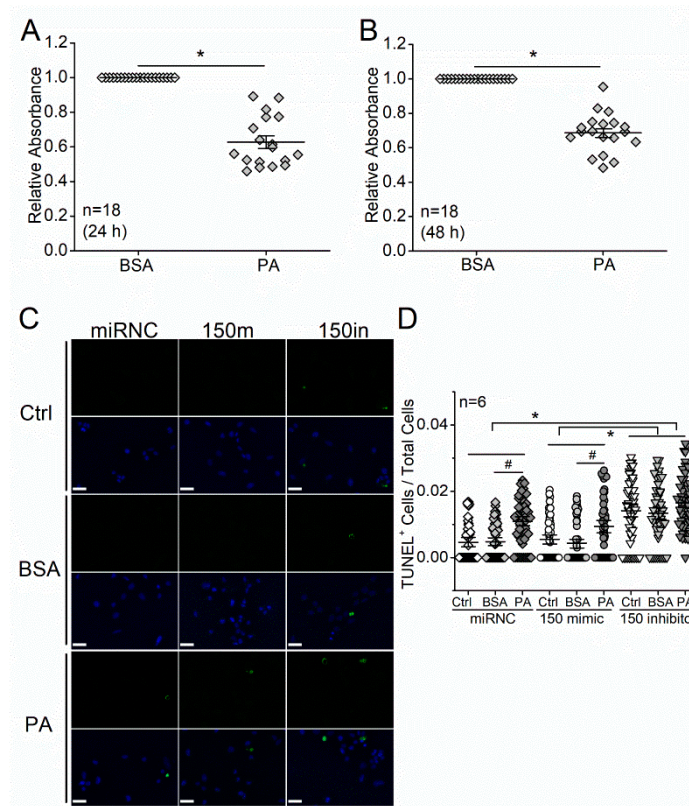 A
B
1.2
1.0
0.8
0.6
0.4
0.2
0.0
Relative Absorbance
*
n=18
(24 h)
BSA
PA
1.2
1.0
0.8
0.6
0.4
0.2
0.0
Relative Absorbance
*
n=18
(48 h)
BSA
PA
C
miRNC
150m
150in
Ctrl
BSA
PA
D
n=6
*
*
#
#
0.04
0.02
0.00
TUNEL⁺ Cells / Total Cells
Ctrl BSA PA Ctrl BSA PA Ctrl BSA PA
miRNC 150 mimic 150 inhibito